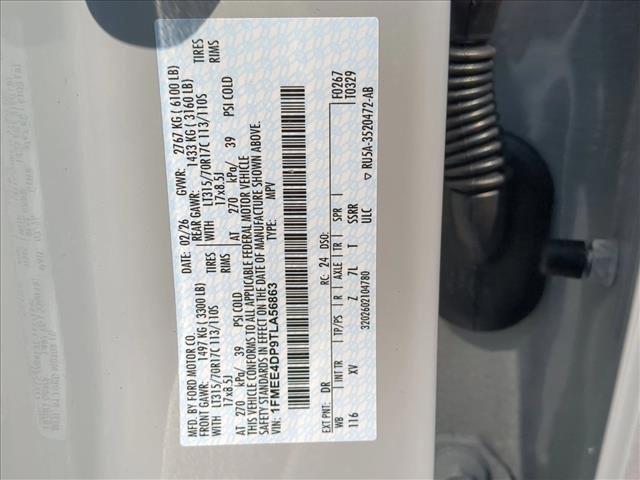 MFD. BY FORD MOTOR CO.
DATE: 02/26 GVWR: 2767 KG ( 6100 LB)
FRONT GAWR: 1497 KG ( 3300 LB) REAR GAWR: 1433 KG ( 3160 LB)
WITH LT315/70R17C 113/110S TIRES WITH LT315/70R17C 113/110S TIRES
17x8.5J RIMS 17x8.5J RIMS
AT 270 kPa/ 39 PSI COLD AT 270 kPa/ 39 PSI COLD
THIS VEHICLE CONFORMS TO ALL APPLICABLE FEDERAL MOTOR VEHICLE
SAFETY STANDARDS IN EFFECT ON THE DATE OF MANUFACTURE SHOWN ABOVE.
VIN: 1FMEE4DP9TLA56863 TYPE: MPV
F0267
T0329
EXT PNT: DR RC: 24 DSO:
WB INT TR TP/PS R AXLE TR SPR
116 XV Z 7L T SSRR
3202602104780 ULC ▽ RU5A-3520472-AB